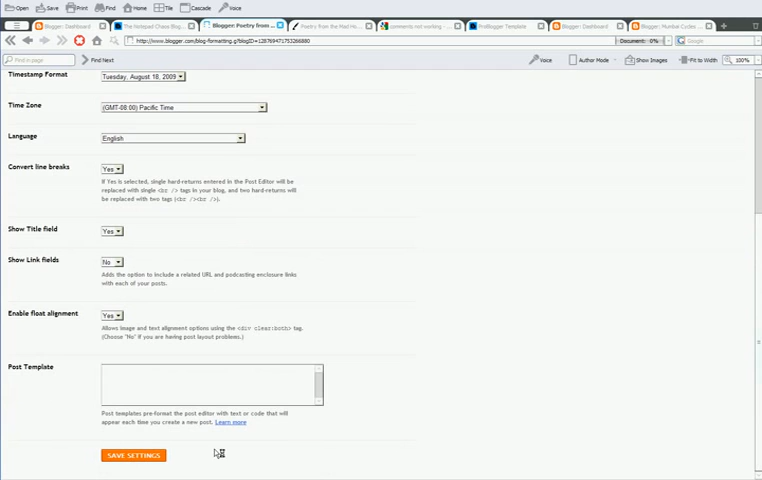 Open Save Print Find Home Tile Cascade Voice
Blogger: Dashboard The Notepad Chaos Blog... Blogger: Poetry from... Poetry from the Mad Ho... comments not working - ... ProBlogger Template Blogger: Dashboard Blogger: Mumbai Cycles ...
http://www.blogger.com/blog-formatting.g?blogID=1287694717532666880 Document: 0% Google
Find in page Find Next Voice Author Mode Show Images Fit to Width 100%
Timestamp Format Tuesday, August 18, 2009
Time Zone (GMT-08:00) Pacific Time
Language English
Convert line breaks Yes
If Yes is selected, single hard-returns entered in the Post Editor will be
replaced with single <br /> tags in your blog, and two hard-returns will
be replaced with two tags (<br /><br />).
Show Title field Yes
Show Link fields No
Adds the option to include a related URL and podcasting enclosure links
with each of your posts.
Enable float alignment Yes
Allows image and text alignment options using the <div clear:both> tag.
(Choose "No" if you are having post layout problems.)
Post Template
Post templates pre-format the post editor with text or code that will
appear each time you create a new post. Learn more
SAVE SETTINGS